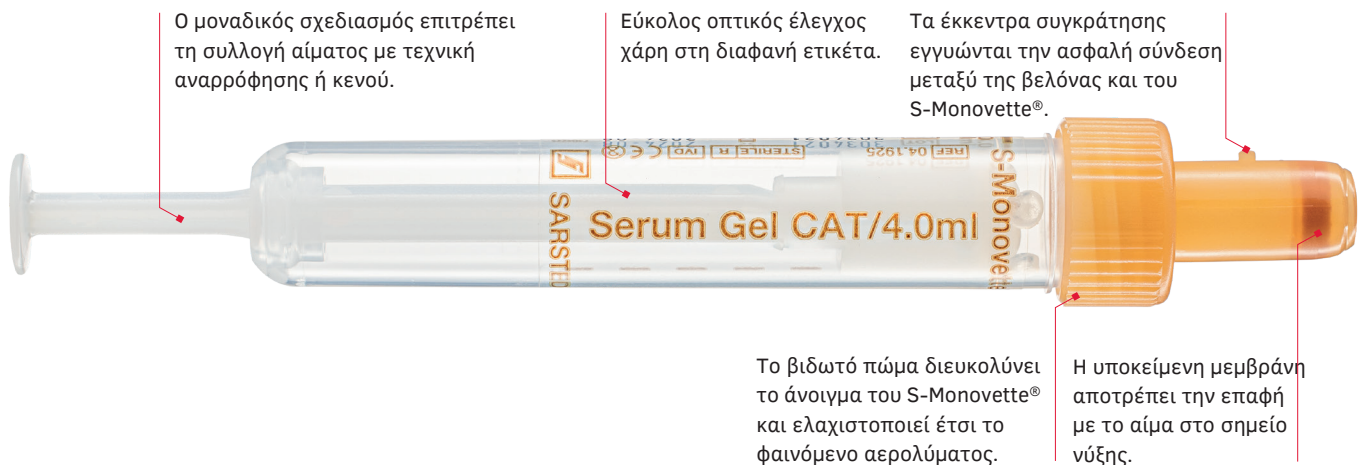 Ο μοναδικός σχεδιασμός επιτρέπει
τη συλλογή αίματος με τεχνική
αναρρόφησης ή κενού.
Εύκολος οπτικός έλεγχος
χάρη στη διαφανή ετικέτα.
Τα έκκεντρα συγκράτησης
εγγυώνται την ασφαλή σύνδεση
μεταξύ της βελόνας και του
S-Monovette®.
REF 04.1925
STERILE R IVD CE
S-Monovette
SARSTED
Serum Gel CAT/4.0ml
Το βιδωτό πώμα διευκολύνει
το άνοιγμα του S-Monovette®
και ελαχιστοποιεί έτσι το
φαινόμενο αερολύματος.
Η υποκείμενη μεμβράνη
αποτρέπει την επαφή
με το αίμα στο σημείο
νύξης.